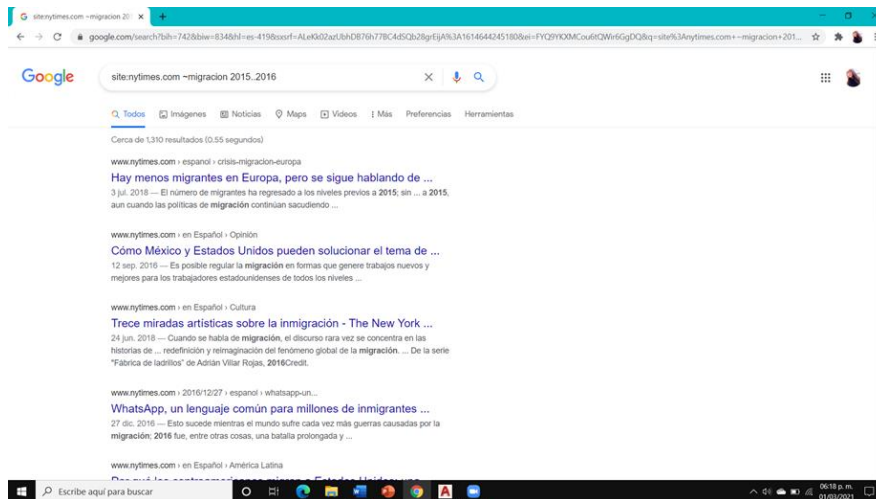 site:nytimes.com ~migracion 20
google.com/search?bih=742&biw=834&hl=es-419&sxsrf=ALeKk02azUbhDB76h77BC4dSQb28grEijA%3A1614644245180&ei=FYQ9YKXMCou6tQWir6GgDQ&q=site%3Anytimes.com+~migracion+201...
Google
site:nytimes.com ~migracion 2015..2016
Todos Imágenes Noticias Maps Videos Más Preferencias Herramientas
Cerca de 1,310 resultados (0.55 segundos)
www.nytimes.com › espanol › crisis-migracion-europa
Hay menos migrantes en Europa, pero se sigue hablando de ...
3 jul. 2018 — El número de migrantes ha regresado a los niveles previos a 2015; sin ... a 2015,
aun cuando las políticas de migración continúan sacudiendo ...
www.nytimes.com › en Español › Opinión
Cómo México y Estados Unidos pueden solucionar el tema de ...
12 sep. 2016 — Es posible regular la migración en formas que genere trabajos nuevos y
mejores para los trabajadores estadounidenses de todos los niveles ...
www.nytimes.com › en Español › Cultura
Trece miradas artísticas sobre la inmigración - The New York ...
24 jun. 2018 — Cuando se habla de migración, el discurso rara vez se concentra en las
historias de ... redefinición y reimaginación del fenómeno global de la migración. ... De la serie
"Fábrica de ladrillos" de Adrián Villar Rojas, 2016Credit.
www.nytimes.com › 2016/12/27 › espanol › whatsapp-un...
WhatsApp, un lenguaje común para millones de inmigrantes ...
27 dic. 2016 — Esto sucede mientras el mundo sufre cada vez más guerras causadas por la
migración; 2016 fue, entre otras cosas, una batalla prolongada y ...
www.nytimes.com › en Español › América Latina
Por qué los centroamericanos migran a Estados Unidos: una
Escribe aquí para buscar
06:18 p. m.
01/03/2021